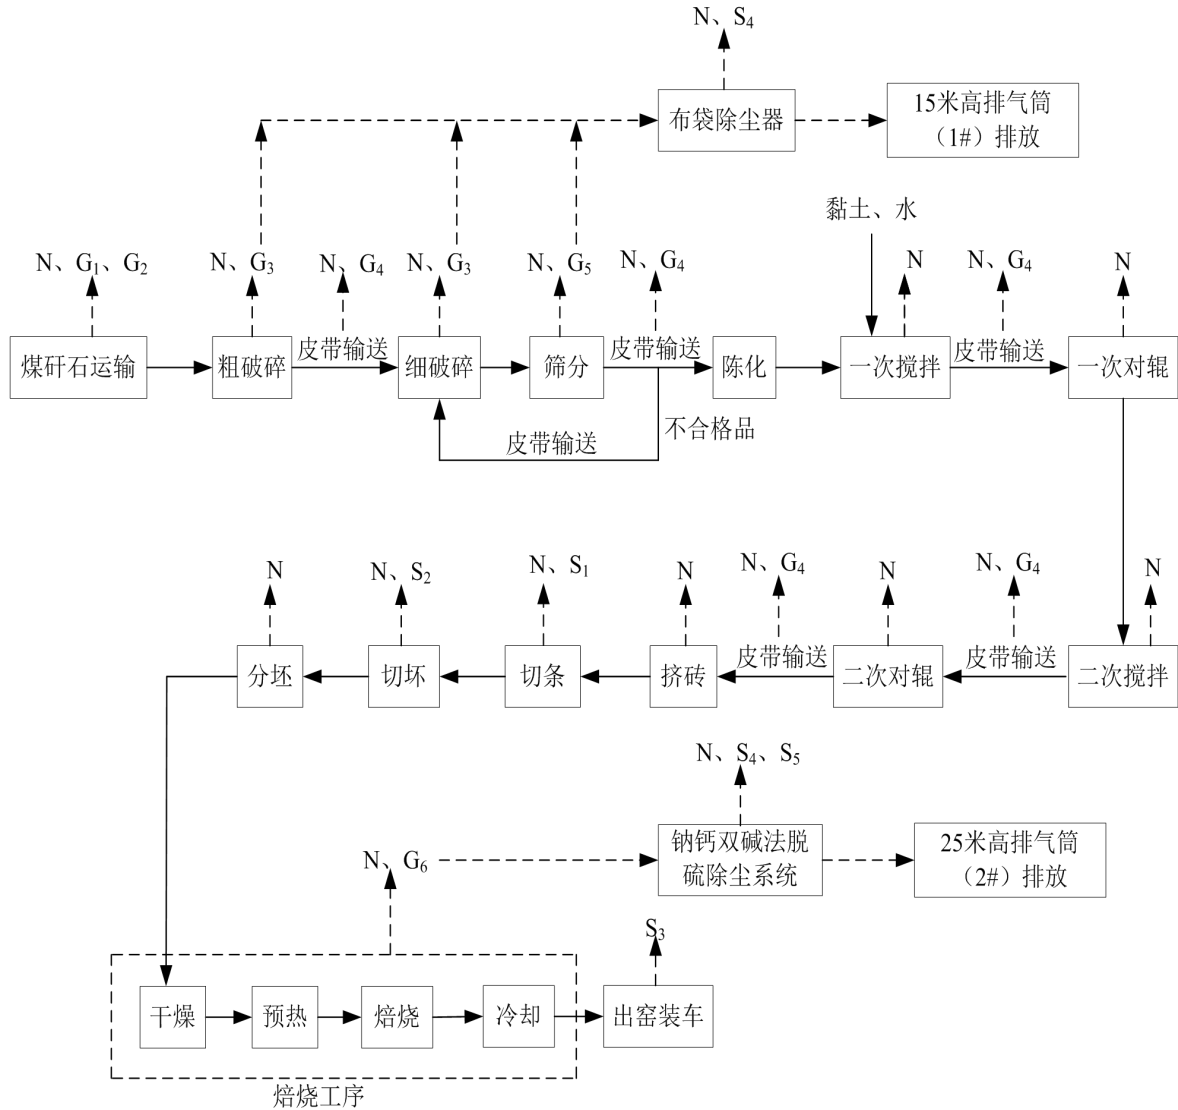 N、S4
布袋除尘器
15米高排气筒
（1#）排放
黏土、水
N、G1、G2
N、G3
N、G4
N、G3
N、G5
N、G4
N
N、G4
N
煤矸石运输
粗破碎
皮带输送
细破碎
筛分
皮带输送
陈化
一次搅拌
皮带输送
一次对辊
皮带输送
不合格品
N
N、S2
N、S1
N
N、G4
N
N、G4
N
分坯
切坏
切条
挤砖
皮带输送
二次对辊
皮带输送
二次搅拌
N、S4、S5
N、G6
钠钙双碱法脱
硫除尘系统
25米高排气筒
（2#）排放
S3
干燥
预热
焙烧
冷却
出窑装车
焙烧工序